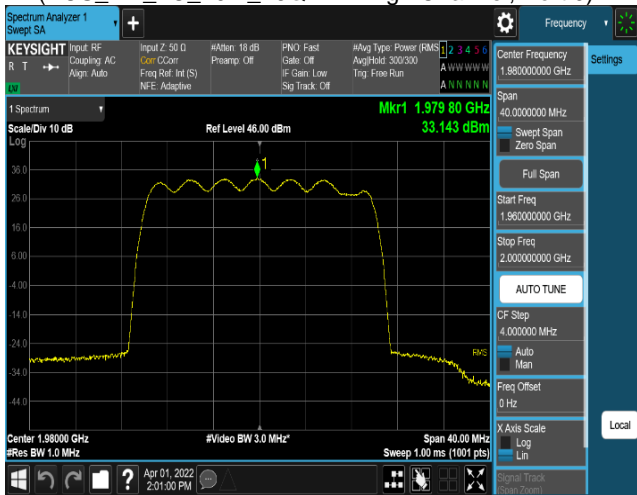 Spectrum Analyzer 1
Swept SA
+
Frequency
KEYSIGHT
R T
LXI
Input: RF
Coupling: AC
Align: Auto
Input Z: 50 Ω
Corr CCorr
Freq Ref: Int (S)
NFE: Adaptive
#Atten: 18 dB
Preamp: Off
PNO: Fast
Gate: Off
IF Gain: Low
Sig Track: Off
#Avg Type: Power (RMS
Avg|Hold: 300/300
Trig: Free Run
1 2 3 4 5 6
A W W W W W
A N N N N N
1 Spectrum
Scale/Div 10 dB
Log
Ref Level 46.00 dBm
Mkr1 1.979 80 GHz
33.143 dBm
1
36.0
26.0
16.0
6.00
-4.00
-14.0
-24.0
-34.0
-44.0
RMS
Center 1.98000 GHz
#Res BW 1.0 MHz
#Video BW 3.0 MHz*
Span 40.00 MHz
Sweep 1.00 ms (1001 pts)
Apr 01, 2022
2:01:00 PM
Center Frequency
1.980000000 GHz
Span
40.0000000 MHz
Swept Span
Zero Span
Full Span
Start Freq
1.960000000 GHz
Stop Freq
2.000000000 GHz
AUTO TUNE
CF Step
4.000000 MHz
Auto
Man
Freq Offset
0 Hz
X Axis Scale
Log
Lin
Signal Track
(Span Zoom)
Settings
Local